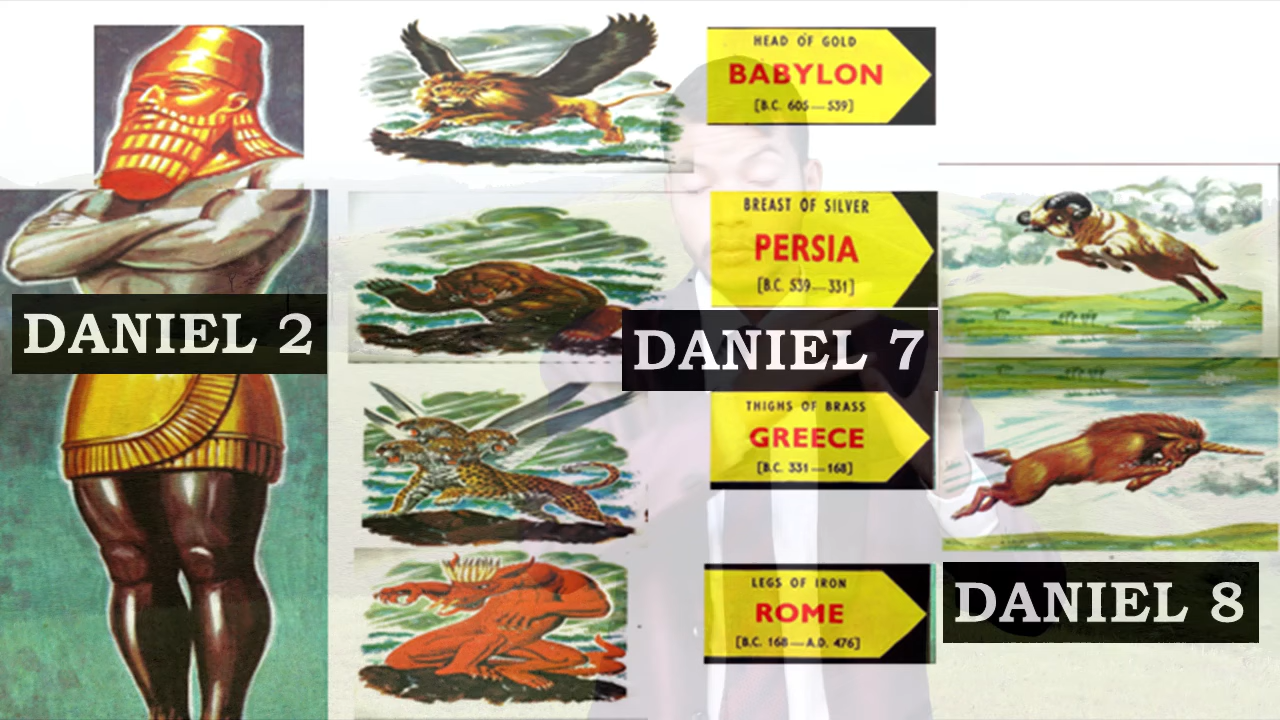 HEAD OF GOLD
BABYLON
[B.C. 605—539]
BREAST OF SILVER
PERSIA
[B.C. 539—331]
DANIEL 2
DANIEL 7
THIGHS OF BRASS
GREECE
[B.C. 331—168]
LEGS OF IRON
ROME
[B.C. 168—A.D. 476]
DANIEL 8